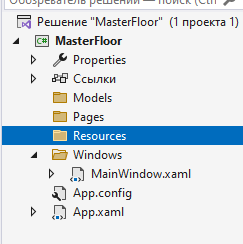 Обозреватель решений — поиск (Ctrl
Решение "MasterFloor" (1 проекта 1)
MasterFloor
Properties
Ссылки
Models
Pages
Resources
Windows
MainWindow.xaml
App.config
App.xaml